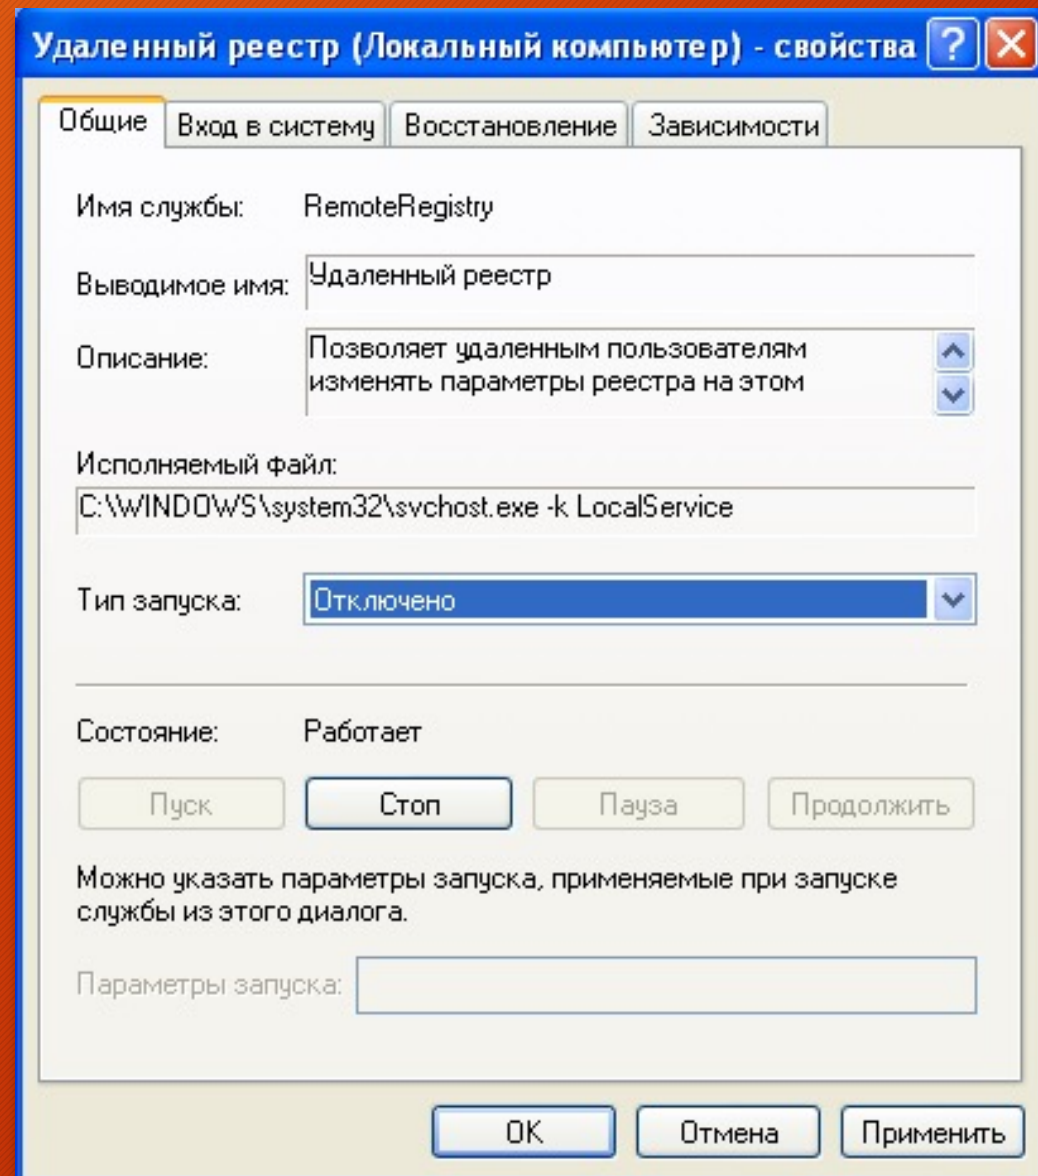 Удаленный реестр (Локальный компьютер) - свойства
Общие Вход в систему Восстановление Зависимости
Имя службы: RemoteRegistry
Выводимое имя: Удаленный реестр
Описание: Позволяет удаленным пользователям
изменять параметры реестра на этом
Исполняемый файл:
C:\WINDOWS\system32\svchost.exe -k LocalService
Тип запуска: Отключено
Состояние: Работает
Пуск Стоп Пауза Продолжить
Можно указать параметры запуска, применяемые при запуске
службы из этого диалога.
Параметры запуска:
OK Отмена Применить